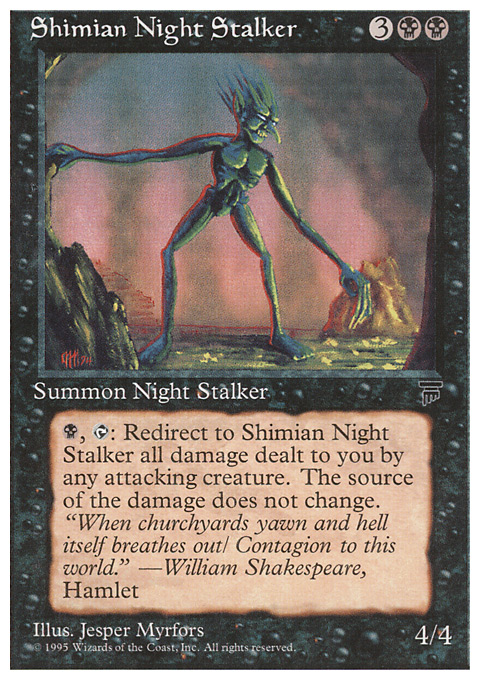 Shimian Night Stalker 3
Summon Night Stalker
: Redirect to Shimian Night
Stalker all damage dealt to you by
any attacking creature. The source
of the damage does not change.
“When churchyards yawn and hell
itself breathes out/ Contagion to this
world.” —William Shakespeare,
Hamlet
Illus. Jesper Myrfors
4/4
© 1995 Wizards of the Coast, Inc. All rights reserved.